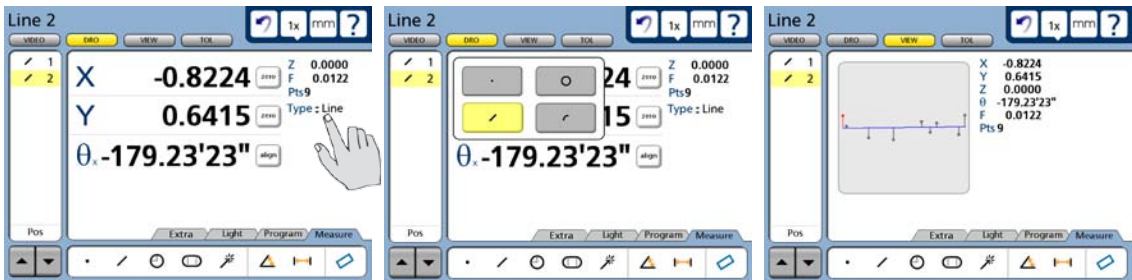 Line 2
1x mm ?
VIDEO DRO VIEW TOL
1
2
X -0.8224 zero
Y 0.6415 zero
θx -179.23'23" align
Z 0.0000
F 0.0122
Pts9
Type : Line
Pos
Extra Light Program Measure
Line 2
1x mm ?
VIDEO DRO VIEW TOL
1
2
24 zero
15 zero
θx -179.23'23" align
Z 0.0000
F 0.0122
Pts9
Type : Line
Pos
Extra Light Program Measure
Line 2
1x mm ?
VIDEO DRO VIEW TOL
1
2
X -0.8224
Y 0.6415
Z 0.0000
θ -179.23'23"
F 0.0122
Pts 9
Pos
Extra Light Program Measure